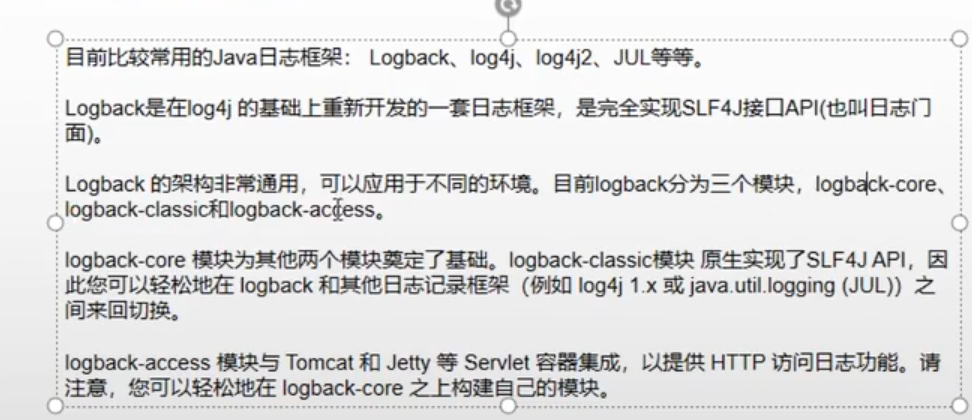 目前比较常用的Java日志框架： Logback、log4j、log4j2、JUL等等。
Logback是在log4j 的基础上重新开发的一套日志框架，是完全实现SLF4J接口API(也叫日志门
面)。
Logback 的架构非常通用，可以应用于不同的环境。目前logback分为三个模块，logback-core、
logback-classic和logback-access。
logback-core 模块为其他两个模块奠定了基础。logback-classic模块 原生实现了SLF4J API，因
此您可以轻松地在 logback 和其他日志记录框架（例如 log4j 1.x 或 java.util.logging (JUL)）之
间来回切换。
logback-access 模块与 Tomcat 和 Jetty 等 Servlet 容器集成，以提供 HTTP 访问日志功能。请
注意，您可以轻松地在 logback-core 之上构建自己的模块。